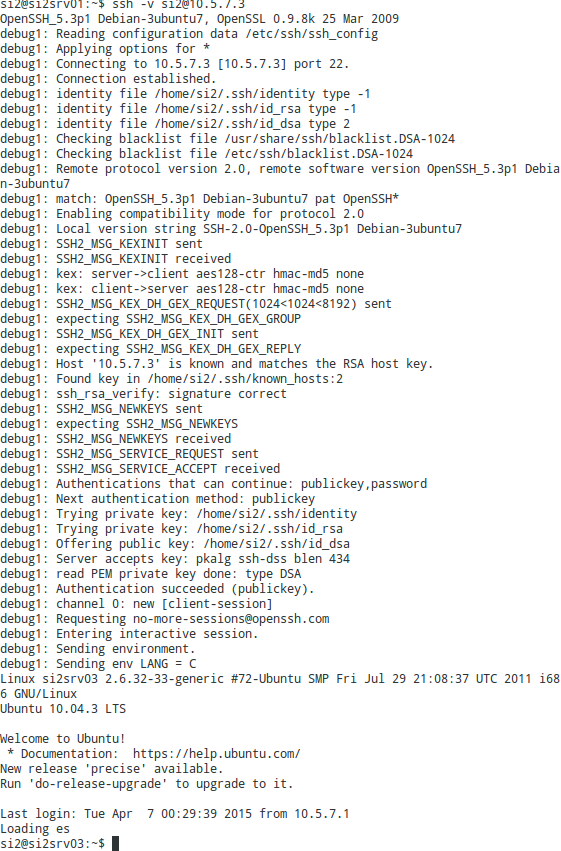 si2@si2srv01:~$ ssh -v si2@10.5.7.3
OpenSSH_5.3p1 Debian-3ubuntu7, OpenSSL 0.9.8k 25 Mar 2009
debug1: Reading configuration data /etc/ssh/ssh_config
debug1: Applying options for *
debug1: Connecting to 10.5.7.3 [10.5.7.3] port 22.
debug1: Connection established.
debug1: identity file /home/si2/.ssh/identity type -1
debug1: identity file /home/si2/.ssh/id_rsa type -1
debug1: identity file /home/si2/.ssh/id_dsa type 2
debug1: Checking blacklist file /usr/share/ssh/blacklist.DSA-1024
debug1: Checking blacklist file /etc/ssh/blacklist.DSA-1024
debug1: Remote protocol version 2.0, remote software version OpenSSH_5.3p1 Debia
n-3ubuntu7
debug1: match: OpenSSH_5.3p1 Debian-3ubuntu7 pat OpenSSH*
debug1: Enabling compatibility mode for protocol 2.0
debug1: Local version string SSH-2.0-OpenSSH_5.3p1 Debian-3ubuntu7
debug1: SSH2_MSG_KEXINIT sent
debug1: SSH2_MSG_KEXINIT received
debug1: kex: server->client aes128-ctr hmac-md5 none
debug1: kex: client->server aes128-ctr hmac-md5 none
debug1: SSH2_MSG_KEX_DH_GEX_REQUEST(1024<1024<8192) sent
debug1: expecting SSH2_MSG_KEX_DH_GEX_GROUP
debug1: SSH2_MSG_KEX_DH_GEX_INIT sent
debug1: expecting SSH2_MSG_KEX_DH_GEX_REPLY
debug1: Host '10.5.7.3' is known and matches the RSA host key.
debug1: Found key in /home/si2/.ssh/known_hosts:2
debug1: ssh_rsa_verify: signature correct
debug1: SSH2_MSG_NEWKEYS sent
debug1: expecting SSH2_MSG_NEWKEYS
debug1: SSH2_MSG_NEWKEYS received
debug1: SSH2_MSG_SERVICE_REQUEST sent
debug1: SSH2_MSG_SERVICE_ACCEPT received
debug1: Authentications that can continue: publickey,password
debug1: Next authentication method: publickey
debug1: Trying private key: /home/si2/.ssh/identity
debug1: Trying private key: /home/si2/.ssh/id_rsa
debug1: Offering public key: /home/si2/.ssh/id_dsa
debug1: Server accepts key: pkalg ssh-dss blen 434
debug1: read PEM private key done: type DSA
debug1: Authentication succeeded (publickey).
debug1: channel 0: new [client-session]
debug1: Requesting no-more-sessions@openssh.com
debug1: Entering interactive session.
debug1: Sending environment.
debug1: Sending env LANG = C
Linux si2srv03 2.6.32-33-generic #72-Ubuntu SMP Fri Jul 29 21:08:37 UTC 2011 i68
6 GNU/Linux
Ubuntu 10.04.3 LTS

Welcome to Ubuntu!
 * Documentation:  https://help.ubuntu.com/
New release 'precise' available.
Run 'do-release-upgrade' to upgrade to it.

Last login: Tue Apr  7 00:29:39 2015 from 10.5.7.1
Loading es
si2@si2srv03:~$